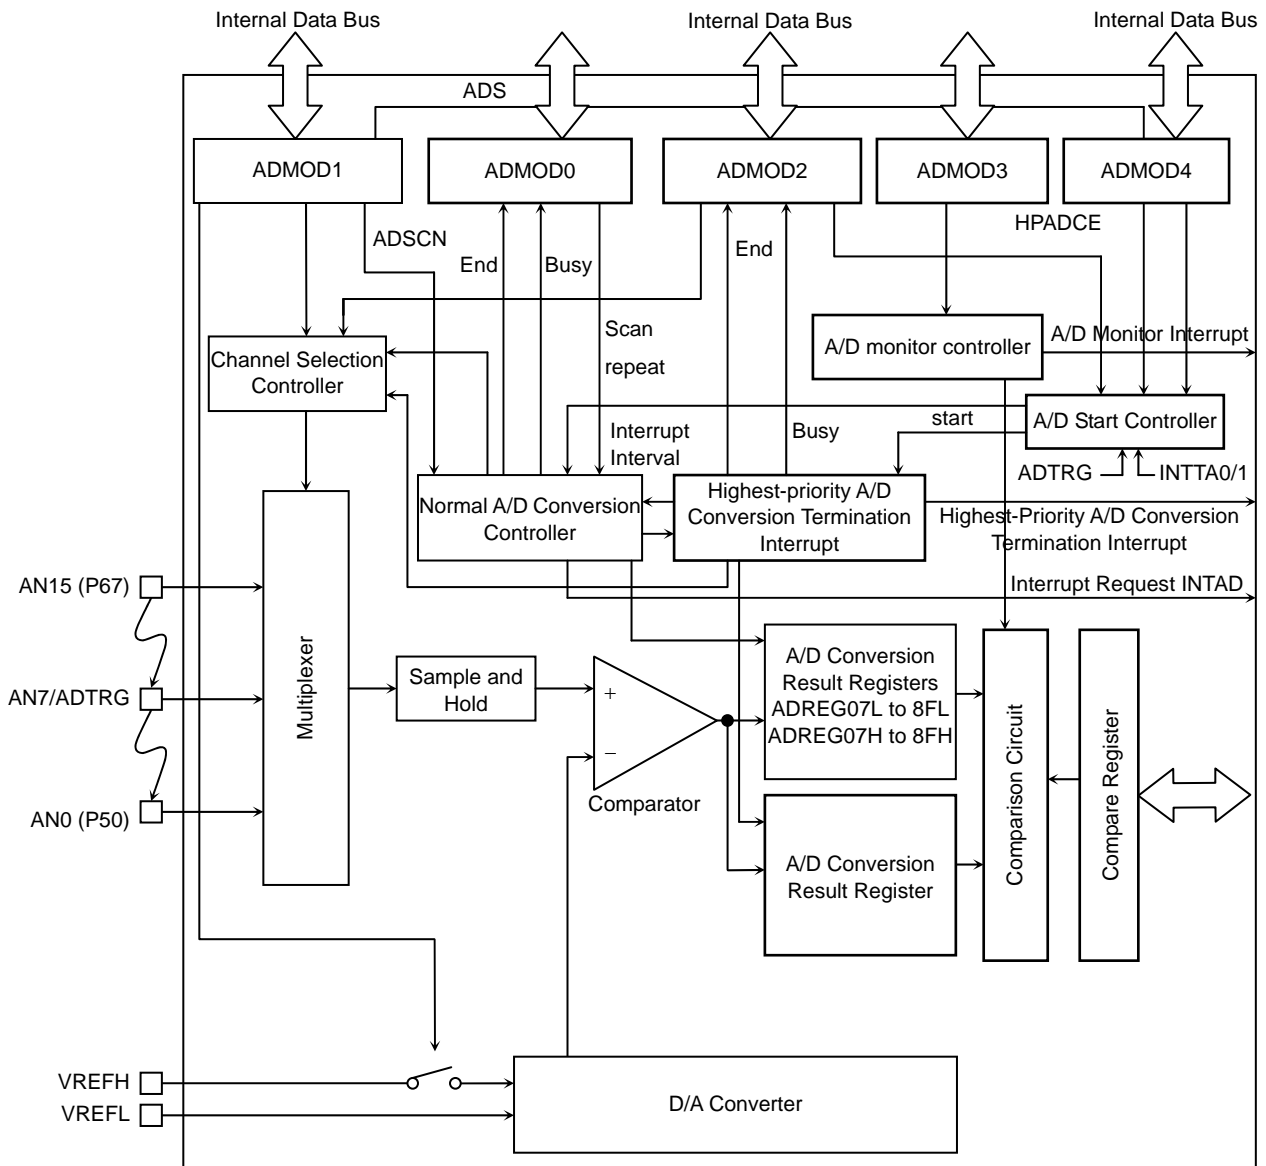 Internal Data Bus
Internal Data Bus
Internal Data Bus
ADS
ADMOD1
ADMOD0
ADMOD2
ADMOD3
ADMOD4
ADSCN
End
Busy
End
HPADCE
Scan
repeat
A/D monitor controller
A/D Monitor Interrupt
Channel Selection
Controller
Interrupt
Interval
Busy
start
A/D Start Controller
ADTRG
INTTA0/1
Normal A/D Conversion
Controller
Highest-priority A/D
Conversion Termination
Interrupt
Highest-Priority A/D Conversion
Termination Interrupt
Interrupt Request INTAD
AN15 (P67)
AN7/ADTRG
AN0 (P50)
Multiplexer
Sample and
Hold
+
−
Comparator
A/D Conversion
Result Registers
ADREG07L to 8FL
ADREG07H to 8FH
A/D Conversion
Result Register
Comparison Circuit
Compare Register
VREFH
VREFL
D/A Converter